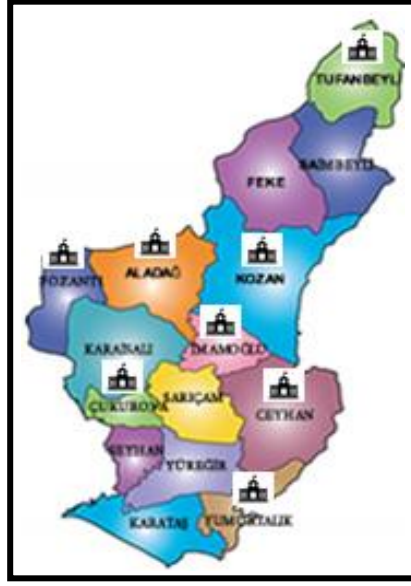 TUFANBEYLİ
SAİMBEYLİ
FEKE
ALADAĞ
KOZAN
POZANTI
KARAİSALI
İMAMOĞLU
ÇUKUROVA
SARIÇAM
CEYHAN
SEYHAN
YÜREĞİR
KARATAŞ
YUMURTALIK